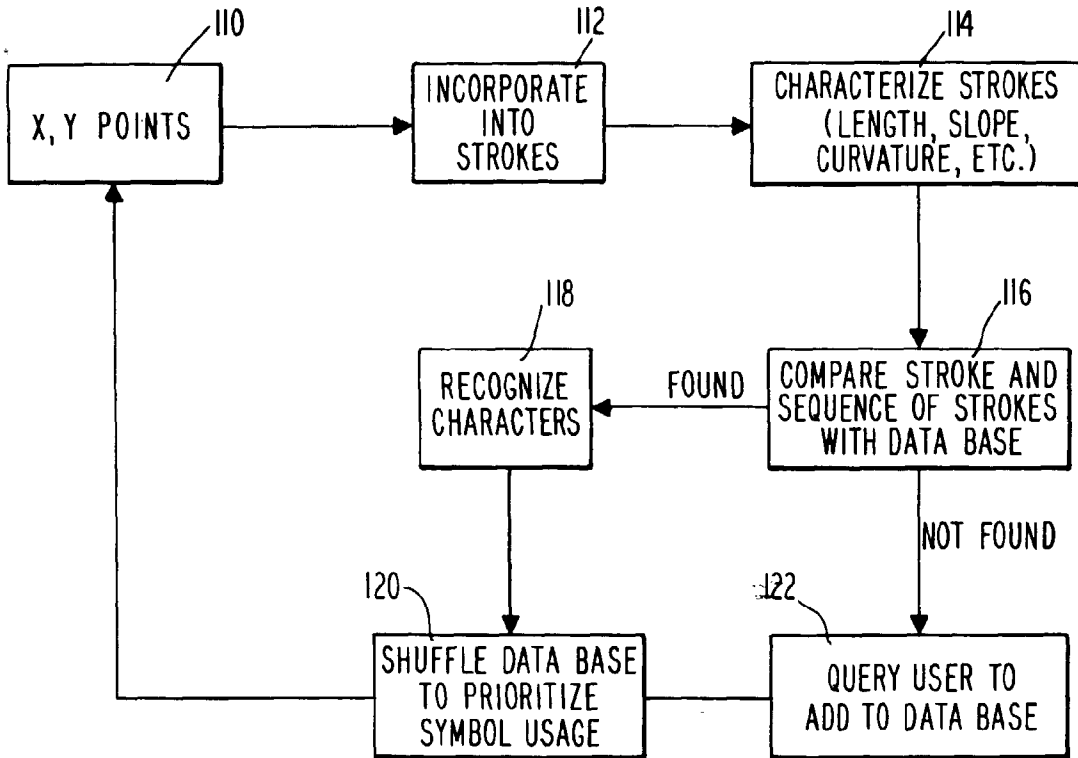 110
X, Y POINTS
112
INCORPORATE
INTO
STROKES
114
CHARACTERIZE STROKES
(LENGTH, SLOPE,
CURVATURE, ETC.)
116
COMPARE STROKE AND
SEQUENCE OF STROKES
WITH DATA BASE
FOUND
118
RECOGNIZE
CHARACTERS
NOT FOUND
120
SHUFFLE DATA BASE
TO PRIORITIZE
SYMBOL USAGE
122
QUERY USER TO
ADD TO DATA BASE